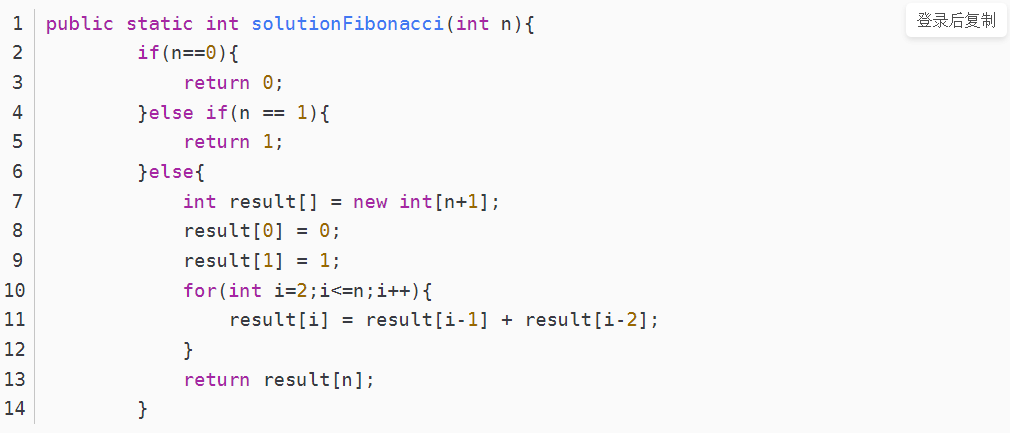 1 public static int solutionFibonacci(int n){
登录后复制
2         if(n==0){
3             return 0;
4         }else if(n == 1){
5             return 1;
6         }else{
7             int result[] = new int[n+1];
8             result[0] = 0;
9             result[1] = 1;
10             for(int i=2;i<=n;i++){
11                 result[i] = result[i-1] + result[i-2];
12             }
13             return result[n];
14         }